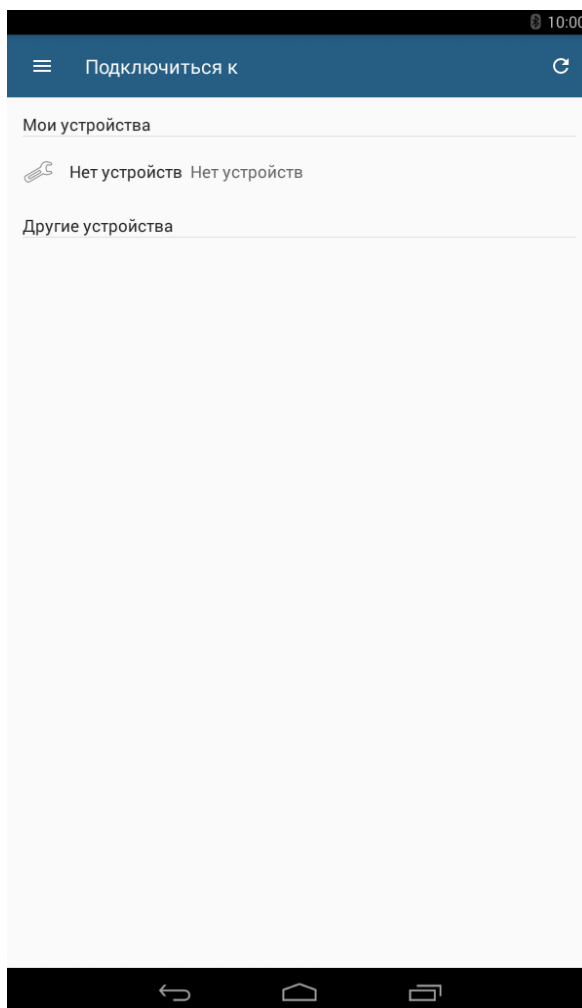 10:00
Подключиться к
Мои устройства
Нет устройств Нет устройств
Другие устройства